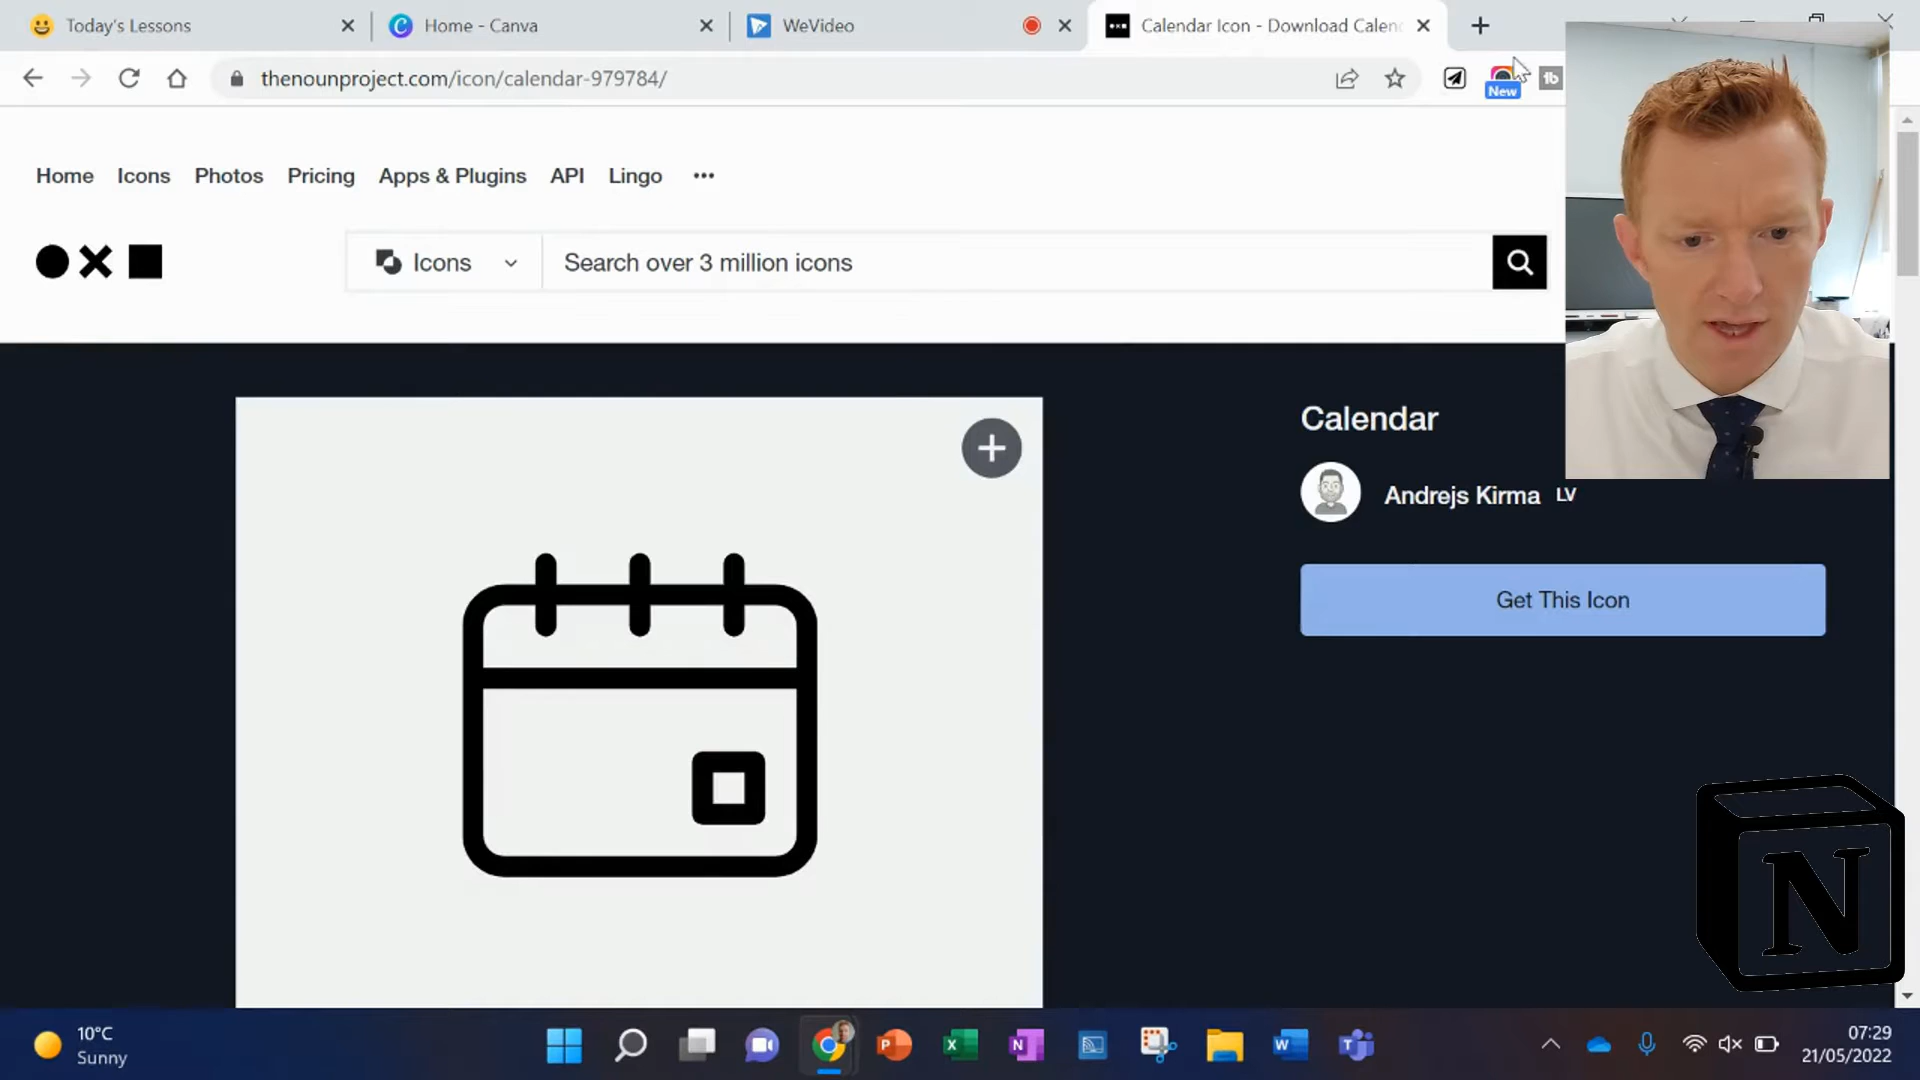 Today's Lessons
Home - Canva
WeVideo
Calendar Icon - Download Calen
thenounproject.com/icon/calendar-979784/
New
Home Icons Photos Pricing Apps & Plugins API Lingo
Icons
Search over 3 million icons
Calendar
Andrejs Kirma LV
Get This Icon
N
10°C
Sunny
07:29
21/05/2022